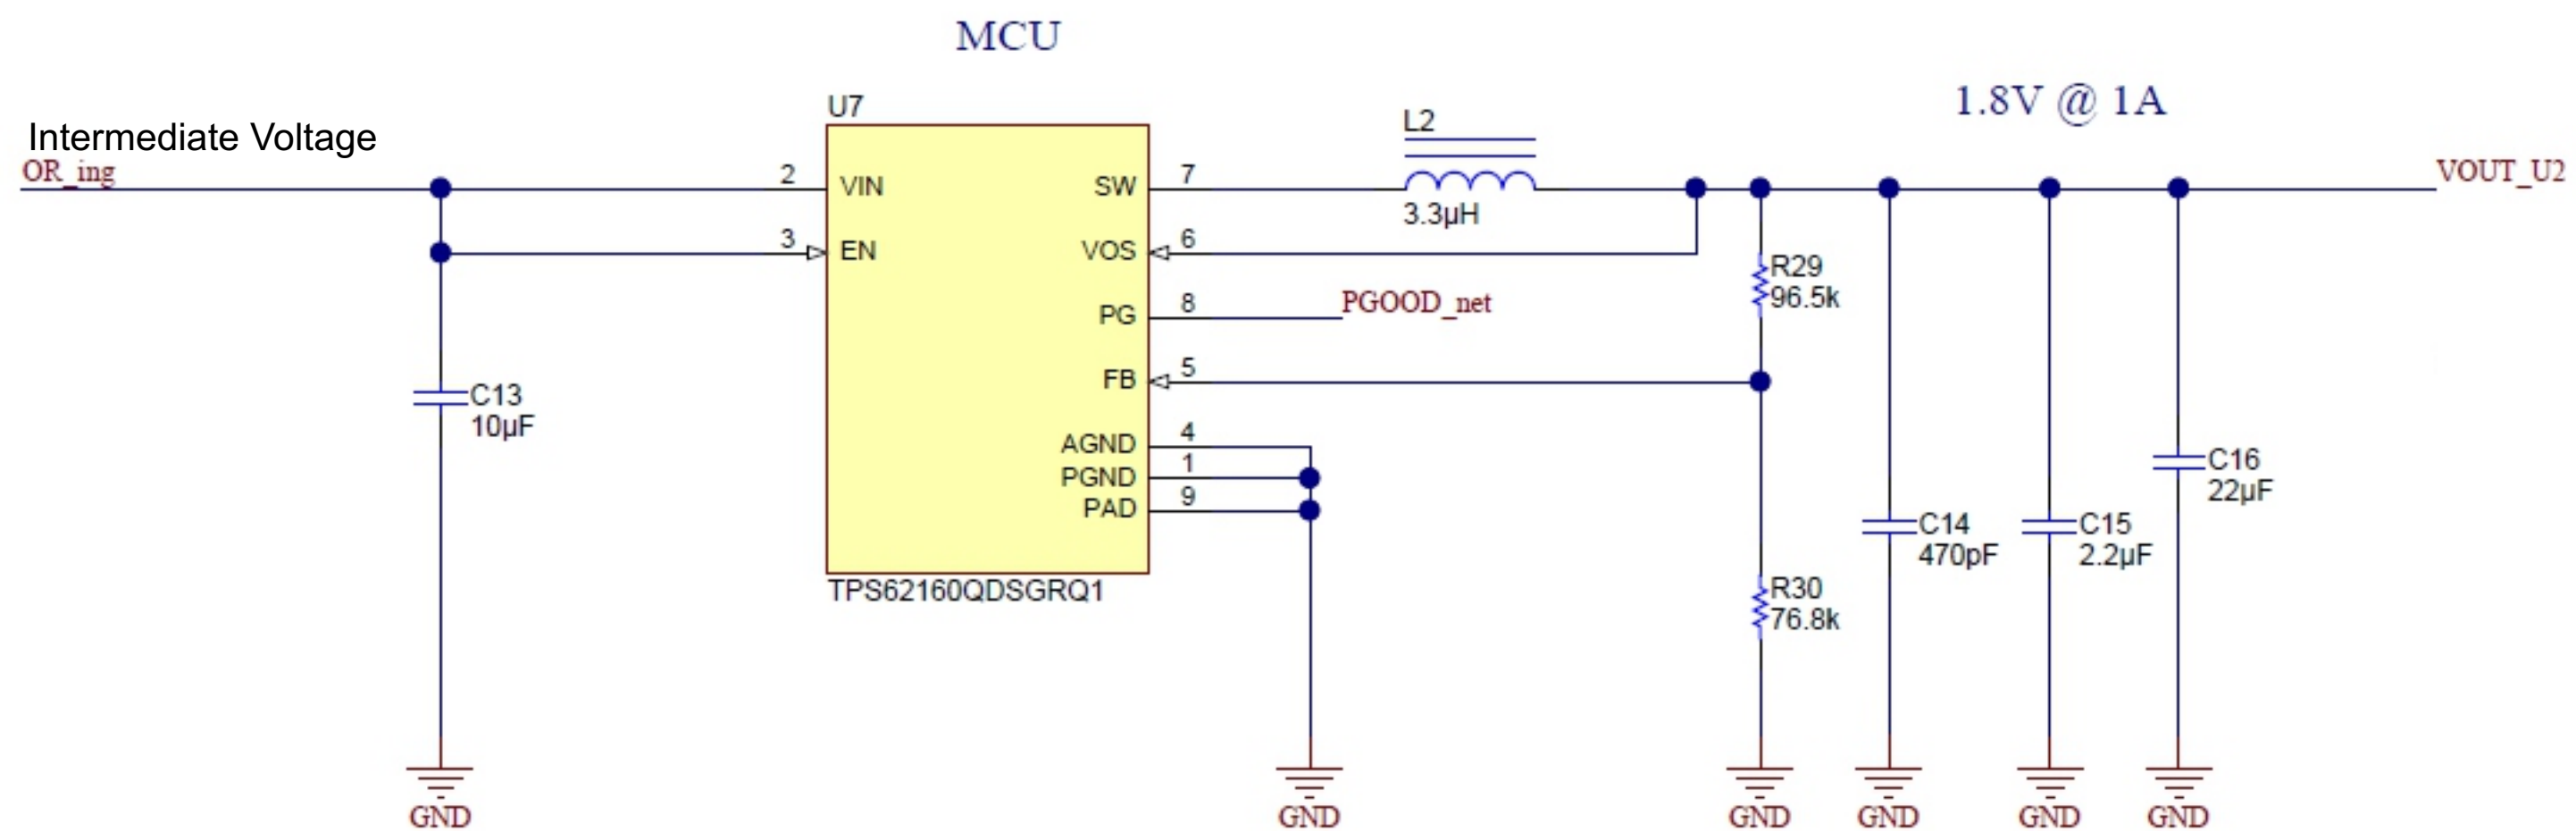 MCU
1.8V @ 1A
Intermediate Voltage
OR_ing
U7
2
VIN
3
EN
SW
7
VOS
6
PG
8
PGOOD_net
FB
5
AGND
4
PGND
1
PAD
9
TPS62160QDSGRQ1
L2
3.3µH
VOUT_U2
R29
96.5k
R30
76.8k
C13
10µF
C14
470pF
C15
2.2µF
C16
22µF
GND
GND
GND
GND
GND
GND